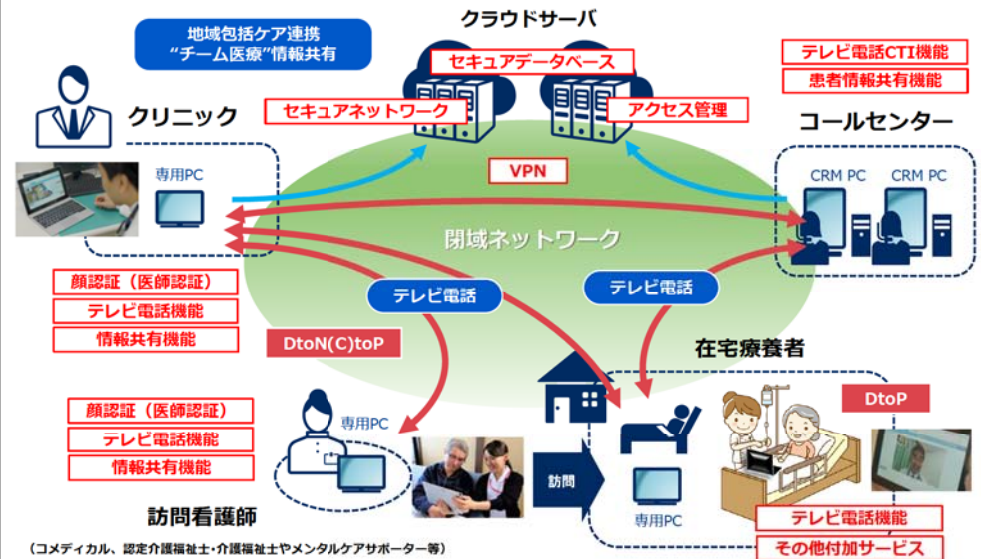 クラウドサーバ
地域包括ケア連携
“チーム医療”情報共有
セキュアデータベース
テレビ電話CTI機能
患者情報共有機能
セキュアネットワーク
アクセス管理
クリニック
コールセンター
VPN
専用PC
CRM PC
CRM PC
閉域ネットワーク
顔認証（医師認証）
テレビ電話機能
情報共有機能
テレビ電話
テレビ電話
DtoN(C)toP
在宅療養者
DtoP
顔認証（医師認証）
テレビ電話機能
情報共有機能
専用PC
訪問
専用PC
訪問看護師
テレビ電話機能
その他付加サービス
（コメディカル、認定介護福祉士・介護福祉士やメンタルケアサポーター等）